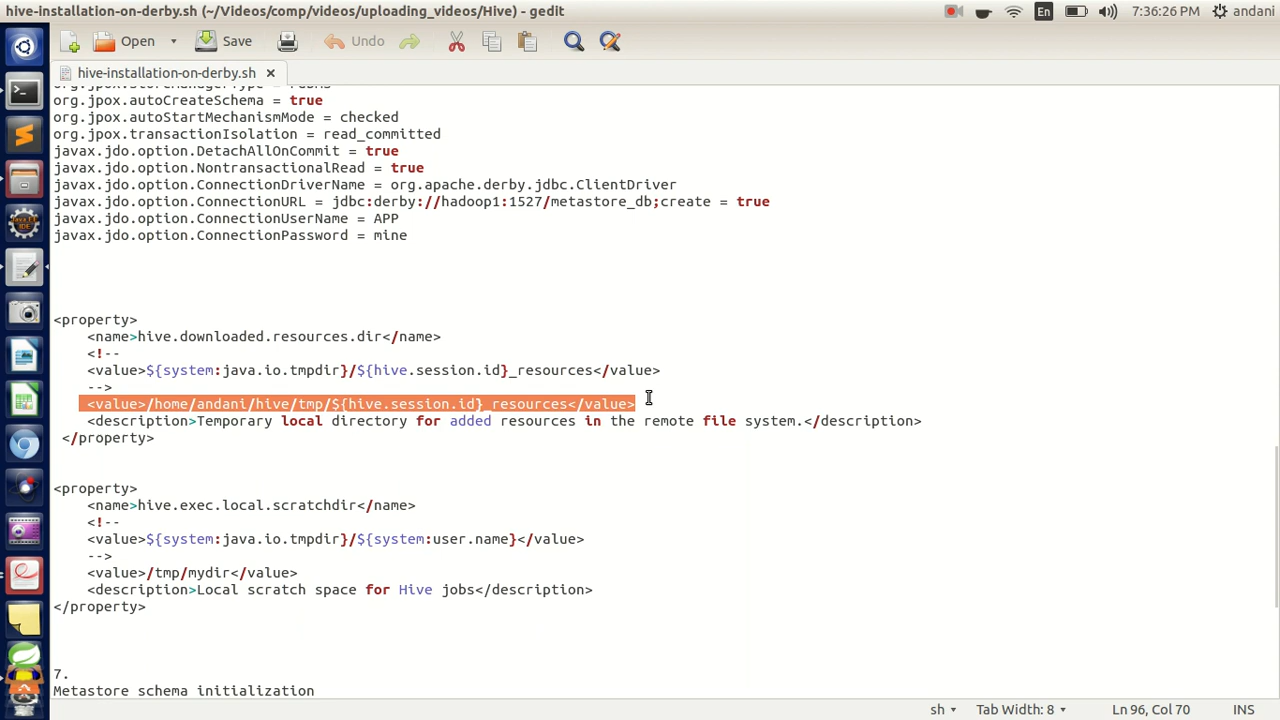 hive-installation-on-derby.sh (~/Videos/comp/videos/uploading_videos/Hive) - gedit
En
7:36:26 PM
andani
Open
Save
Undo
hive-installation-on-derby.sh
org.jpox.autoCreateSchema = true
org.jpox.autoStartMechanismMode = checked
org.jpox.transactionIsolation = read_committed
javax.jdo.option.DetachAllOnCommit = true
javax.jdo.option.NontransactionalRead = true
javax.jdo.option.ConnectionDriverName = org.apache.derby.jdbc.ClientDriver
javax.jdo.option.ConnectionURL = jdbc:derby://hadoop1:1527/metastore_db;create = true
javax.jdo.option.ConnectionUserName = APP
javax.jdo.option.ConnectionPassword = mine
<property>
<name>hive.downloaded.resources.dir</name>
<!--
<value>${system:java.io.tmpdir}/${hive.session.id}_resources</value>
-->
<value>/home/andani/hive/tmp/${hive.session.id}_resources</value>
<description>Temporary local directory for added resources in the remote file system.</description>
</property>
<property>
<name>hive.exec.local.scratchdir</name>
<!--
<value>${system:java.io.tmpdir}/${system:user.name}</value>
-->
<value>/tmp/mydir</value>
<description>Local scratch space for Hive jobs</description>
</property>
7.
Metastore schema initialization
sh
Tab Width: 8
Ln 96, Col 70
INS